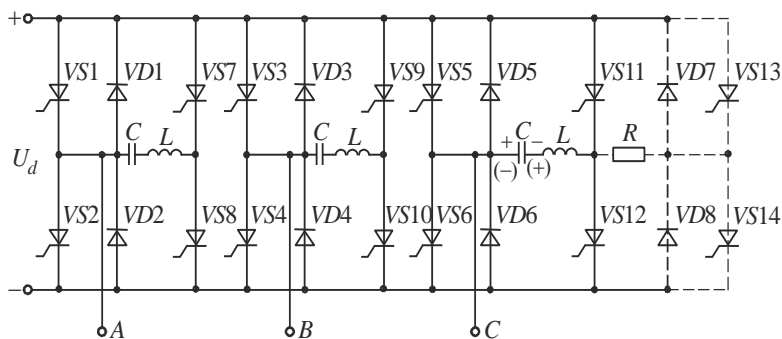 +
VS1 VD1 VS7 VS3 VD3 VS9 VS5 VD5 VS11 VD7 VS13
C L C L + C − L R
U_d (−) (+)
VS2 VD2 VS8 VS4 VD4 VS10 VS6 VD6 VS12 VD8 VS14
−
A B C